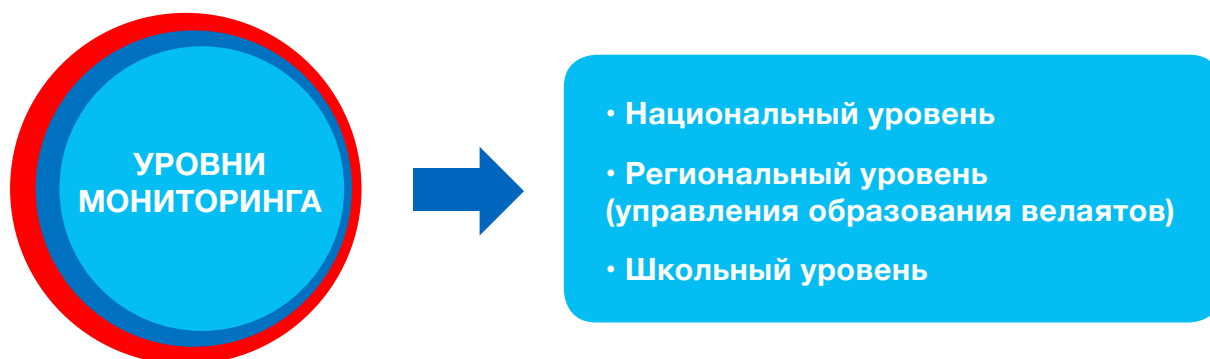 УРОВНИ
МОНИТОРИНГА
· Национальный уровень
· Региональный уровень
(управления образования велаятов)
· Школьный уровень